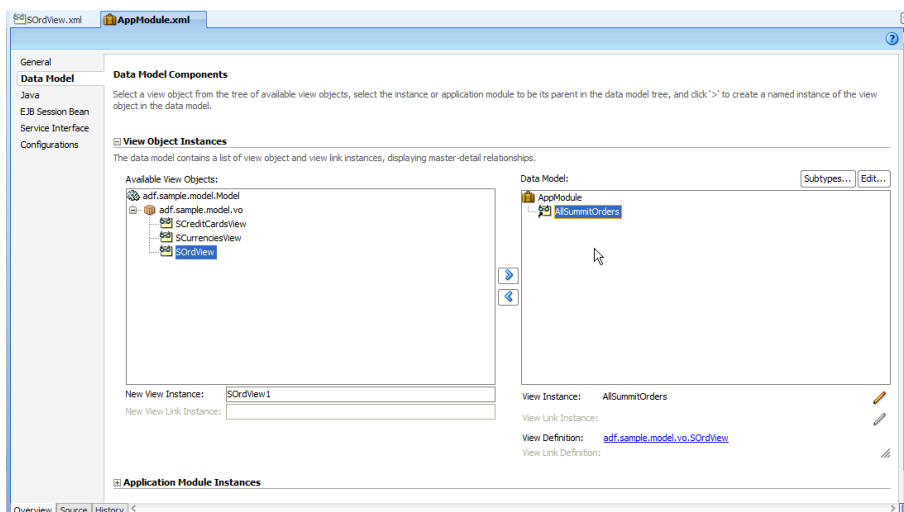 SOrdView.xml
AppModule.xml
General
Data Model
Java
EJB Session Bean
Service Interface
Configurations
Data Model Components
Select a view object from the tree of available view objects, select the instance or application module to be its parent in the data model tree, and click '>' to create a named instance of the view
object in the data model.
View Object Instances
The data model contains a list of view object and view link instances, displaying master-detail relationships.
Available View Objects:
adf.sample.model.Model
adf.sample.model.vo
SCreditCardsView
SCurrenciesView
SOrdView
New View Instance: SOrdView1
New View Link Instance:
Data Model:
Subtypes... Edit...
AppModule
AllSummitOrders
View Instance: AllSummitOrders
View Link Instance:
View Definition: adf.sample.model.vo.SOrdView
View Link Definition:
Application Module Instances
Overview Source History